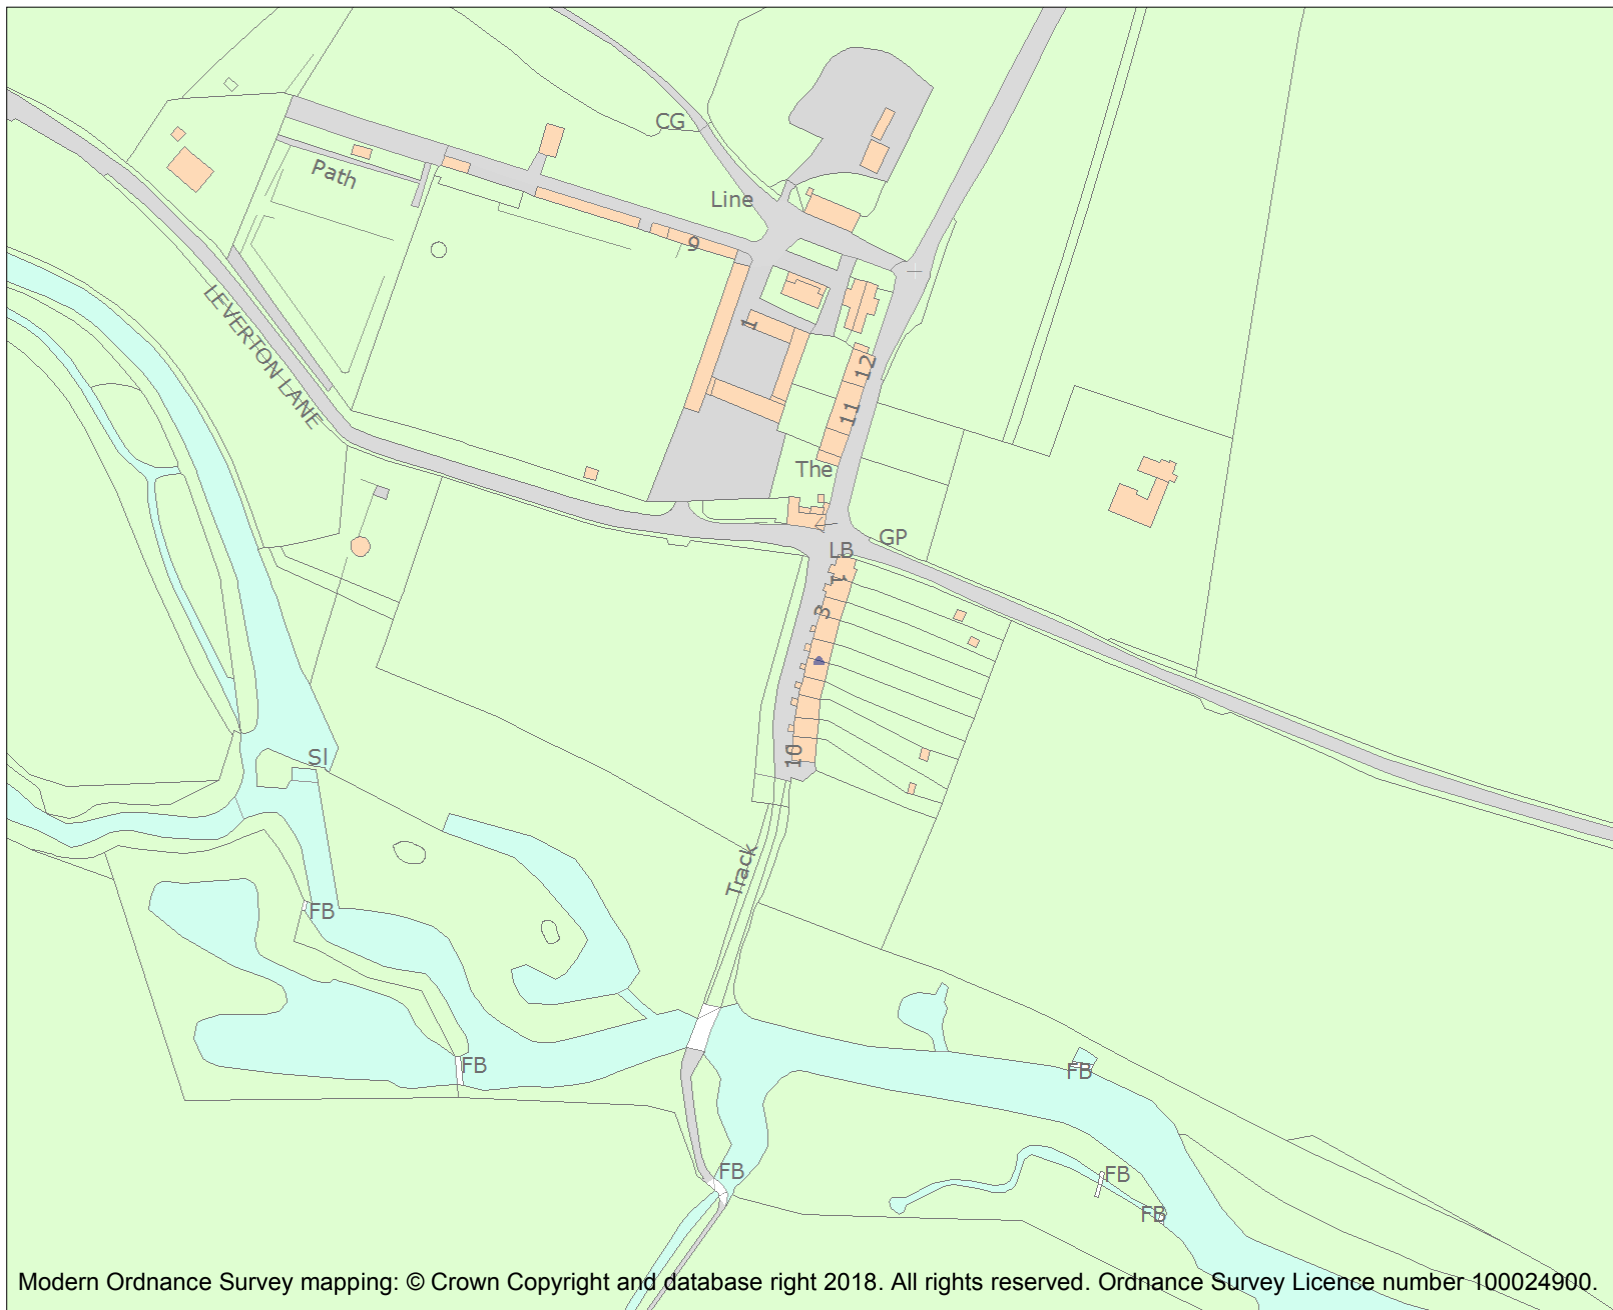 CG
Path
Line
9
LEVERTON LANE
1
12
11
The
GP
LB
1
3
10
Sl
Track
FB
FB
FB
FB
FB
FB
Modern Ordnance Survey mapping: © Crown Copyright and database right 2018. All rights reserved. Ordnance Survey Licence number 100024900.